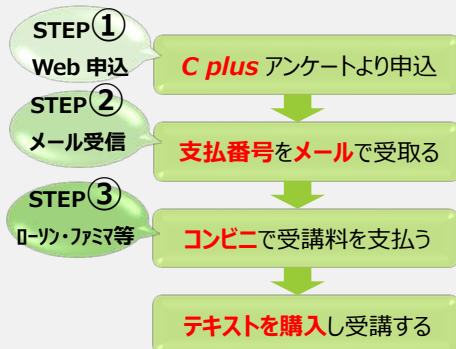 STEP①
Web 申込
C plus アンケートより申込
STEP②
メール受信
支払番号をメールで受取る
STEP③
ﾛｰｿﾝ・ﾌｧﾐﾏ等
コンビニで受講料を支払う
テキストを購入し受講する